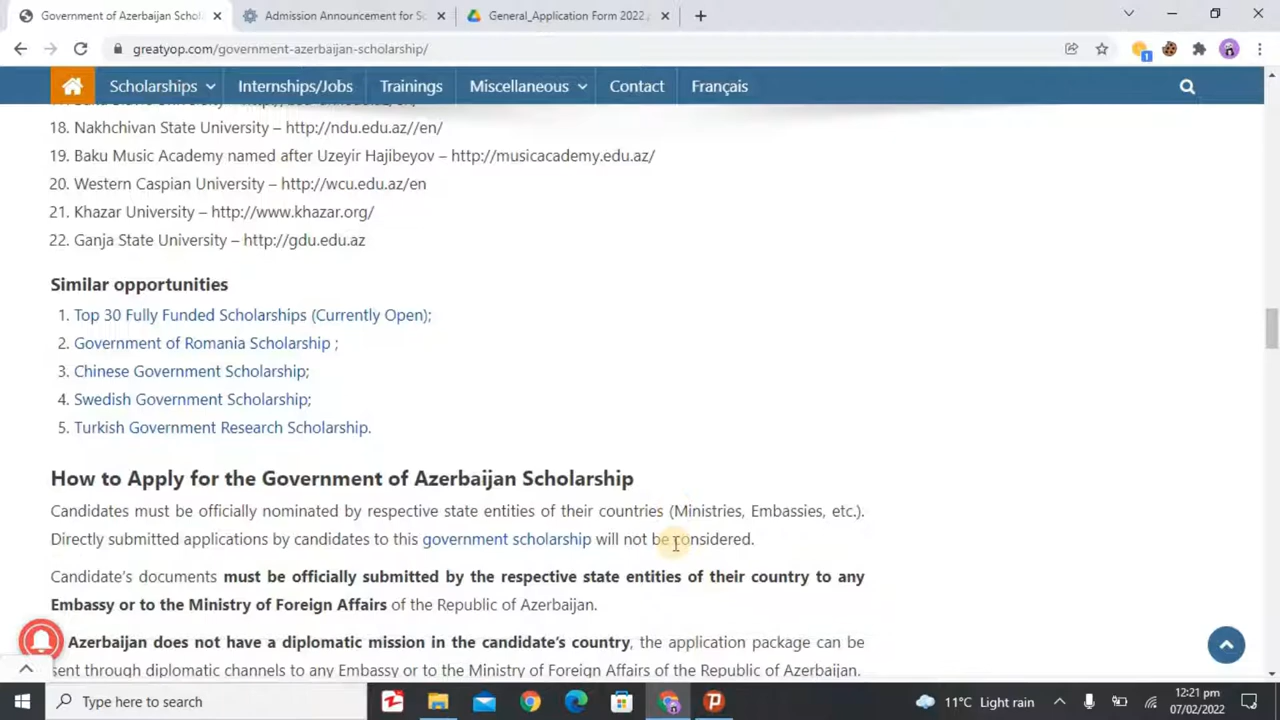 Government of Azerbaijan Schol
Admission Announcement for Sc
General_Application Form 2022
greatyop.com/government-azerbaijan-scholarship/
Scholarships
Internships/Jobs
Trainings
Miscellaneous
Contact
Français
18. Nakhchivan State University – http://ndu.edu.az//en/
19. Baku Music Academy named after Uzeyir Hajibeyov – http://musicacademy.edu.az/
20. Western Caspian University – http://wcu.edu.az/en
21. Khazar University – http://www.khazar.org/
22. Ganja State University – http://gdu.edu.az
Similar opportunities
1. Top 30 Fully Funded Scholarships (Currently Open);
2. Government of Romania Scholarship ;
3. Chinese Government Scholarship;
4. Swedish Government Scholarship;
5. Turkish Government Research Scholarship.
How to Apply for the Government of Azerbaijan Scholarship
Candidates must be officially nominated by respective state entities of their countries (Ministries, Embassies, etc.).
Directly submitted applications by candidates to this government scholarship will not be considered.
Candidate's documents must be officially submitted by the respective state entities of their country to any
Embassy or to the Ministry of Foreign Affairs of the Republic of Azerbaijan.
Azerbaijan does not have a diplomatic mission in the candidate's country, the application package can be
sent through diplomatic channels to any Embassy or to the Ministry of Foreign Affairs of the Republic of Azerbaijan.
Type here to search
11°C Light rain
12:21 pm
07/02/2022